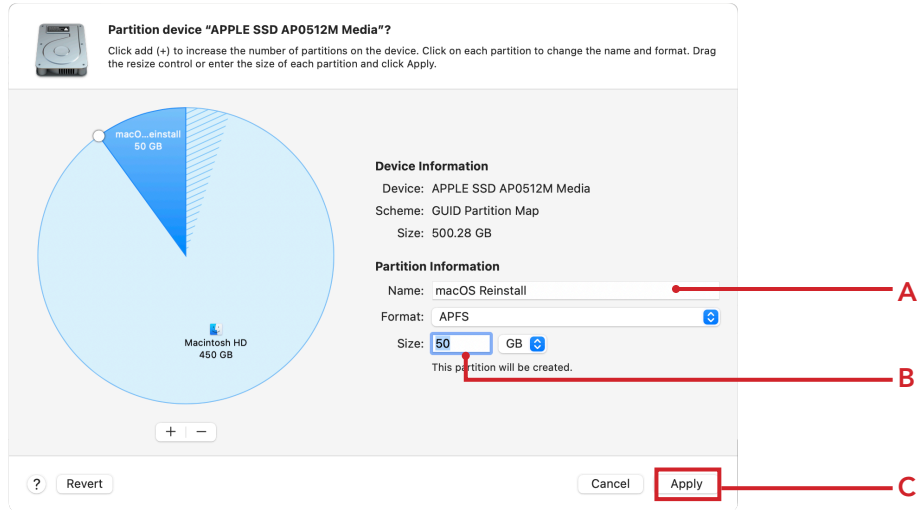 Partition device “APPLE SSD AP0512M Media”?
Click add (+) to increase the number of partitions on the device. Click on each partition to change the name and format. Drag
the resize control or enter the size of each partition and click Apply.
macO...einstall
50 GB
Macintosh HD
450 GB
+ −
Device Information
Device: APPLE SSD AP0512M Media
Scheme: GUID Partition Map
Size: 500.28 GB
Partition Information
Name: macOS Reinstall
A
Format: APFS
Size: 50 GB
This partition will be created.
B
? Revert
Cancel Apply
C